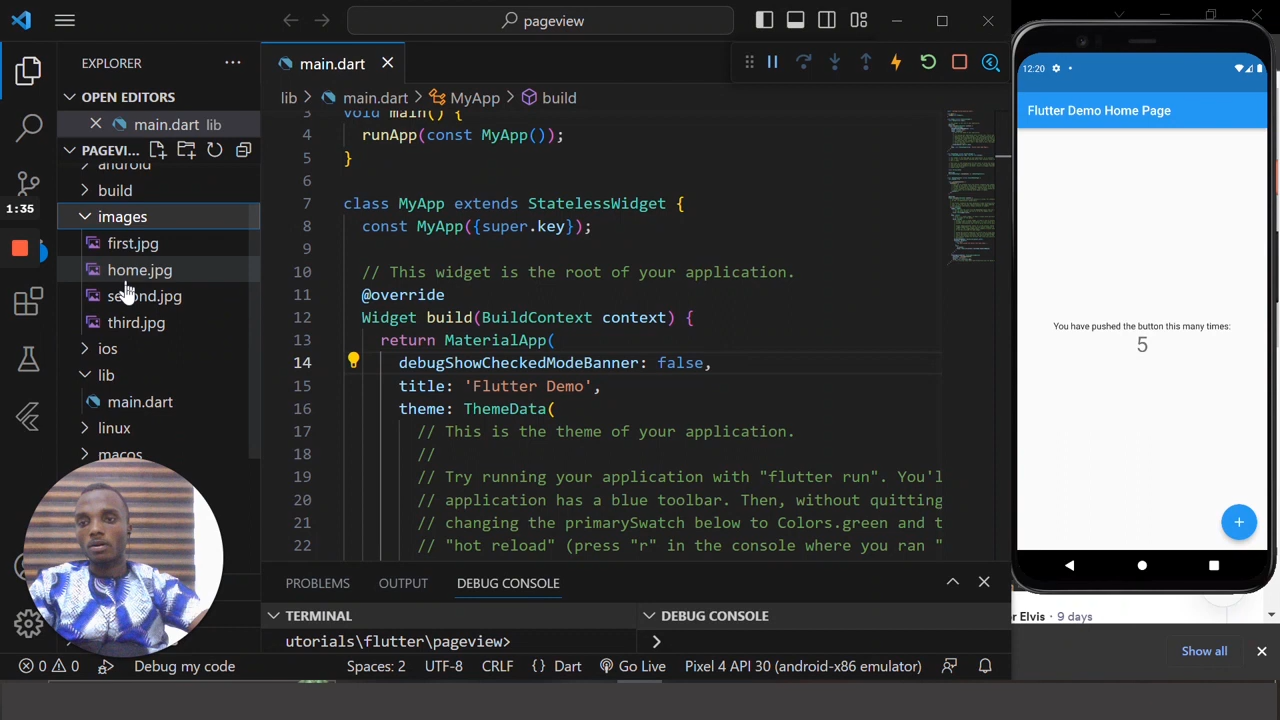 pageview
EXPLORER
OPEN EDITORS
main.dart lib
PAGEVI...
android
build
images
first.jpg
home.jpg
second.jpg
third.jpg
ios
lib
main.dart
linux
macos
1:35
main.dart
lib > main.dart > MyApp > build
3 void main() {
4 runApp(const MyApp());
5 }
6
7 class MyApp extends StatelessWidget {
8 const MyApp({super.key});
9
10 // This widget is the root of your application.
11 @override
12 Widget build(BuildContext context) {
13 return MaterialApp(
14 debugShowCheckedModeBanner: false,
15 title: 'Flutter Demo',
16 theme: ThemeData(
17 // This is the theme of your application.
18 //
19 // Try running your application with "flutter run". You'l
20 // application has a blue toolbar. Then, without quitting
21 // changing the primarySwatch below to Colors.green and t
22 // "hot reload" (press "r" in the console where you ran "
PROBLEMS OUTPUT DEBUG CONSOLE
TERMINAL
utorials\flutter\pageview>
DEBUG CONSOLE
>
0 0 Debug my code Spaces: 2 UTF-8 CRLF {} Dart Go Live Pixel 4 API 30 (android-x86 emulator)
12:20
Flutter Demo Home Page
You have pushed the button this many times:
5
+
r Elvis · 9 days
Show all